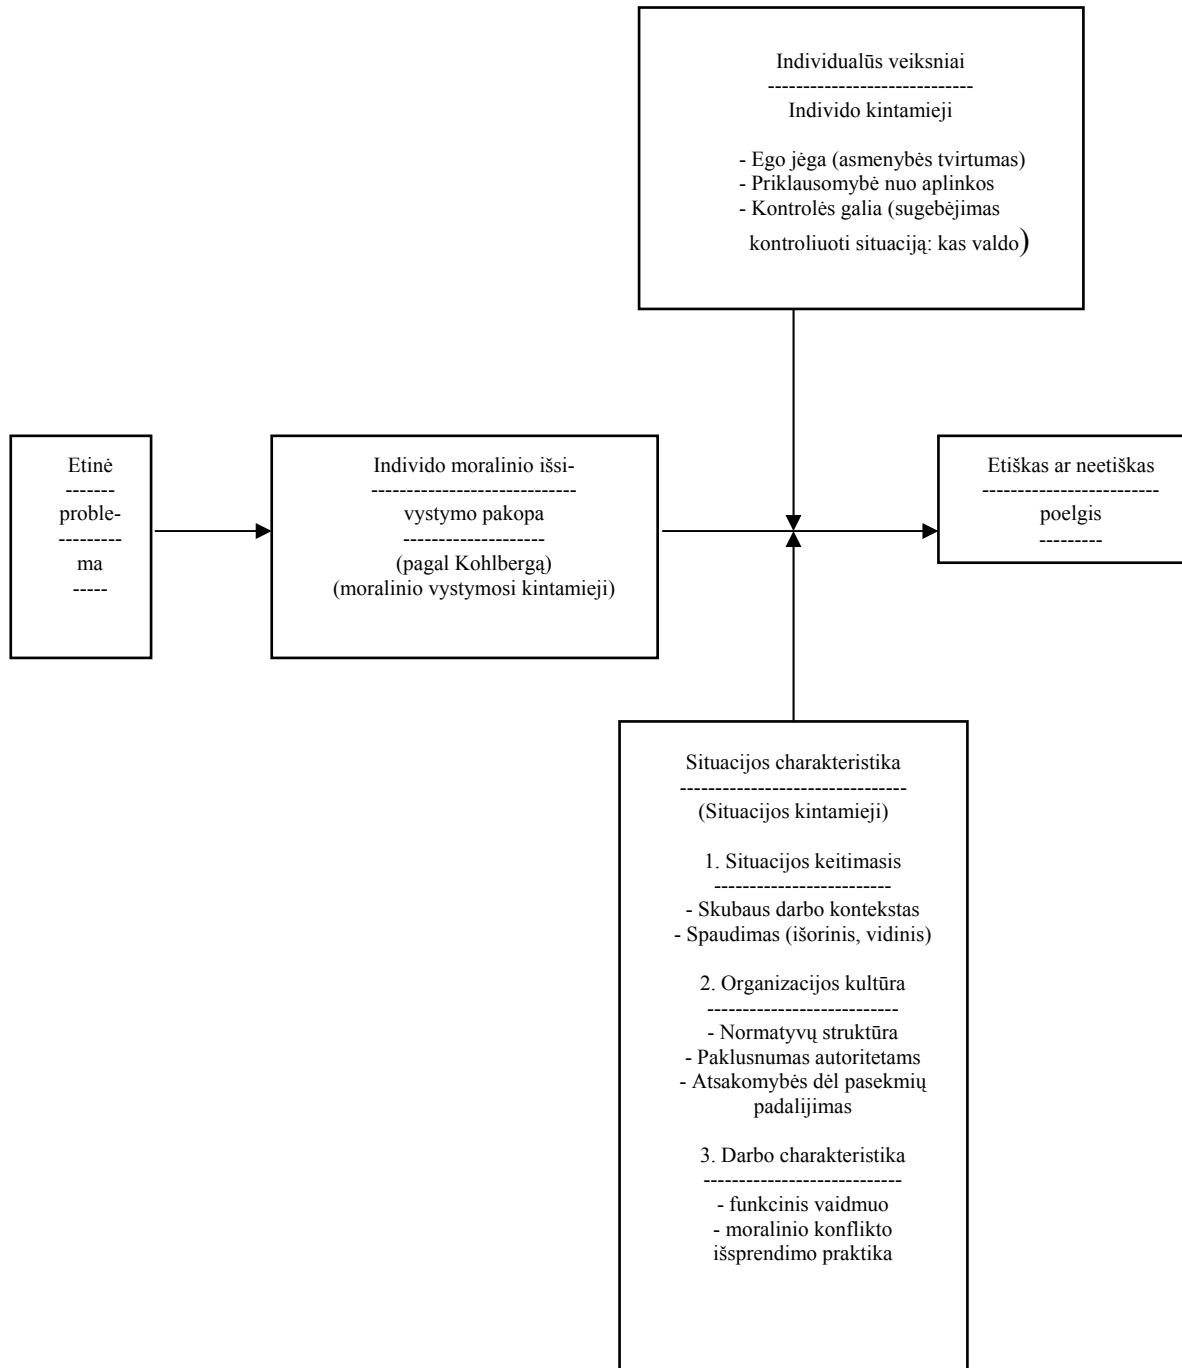 Individualūs veiksniai
-----------------------------
Individo kintamieji
- Ego jėga (asmenybės tvirtumas)
- Priklausomybė nuo aplinkos
- Kontrolės galia (sugebėjimas
kontroliuoti situaciją: kas valdo)
Etinė
-------
proble-
---------
ma
-----
Individo moralinio išsi-
-----------------------------
vystymo pakopa
--------------------
(pagal Kohlbergą)
(moralinio vystymosi kintamieji)
Etiškas ar neetiškas
-------------------------
poelgis
---------
Situacijos charakteristika
--------------------------------
(Situacijos kintamieji)
1. Situacijos keitimasis
-------------------------
- Skubaus darbo kontekstas
- Spaudimas (išorinis, vidinis)
2. Organizacijos kultūra
---------------------------
- Normatyvų struktūra
- Paklusnumas autoritetams
- Atsakomybės dėl pasekmių
padalijimas
3. Darbo charakteristika
----------------------------
- funkcinis vaidmuo
- moralinio konflikto
išsprendimo praktika